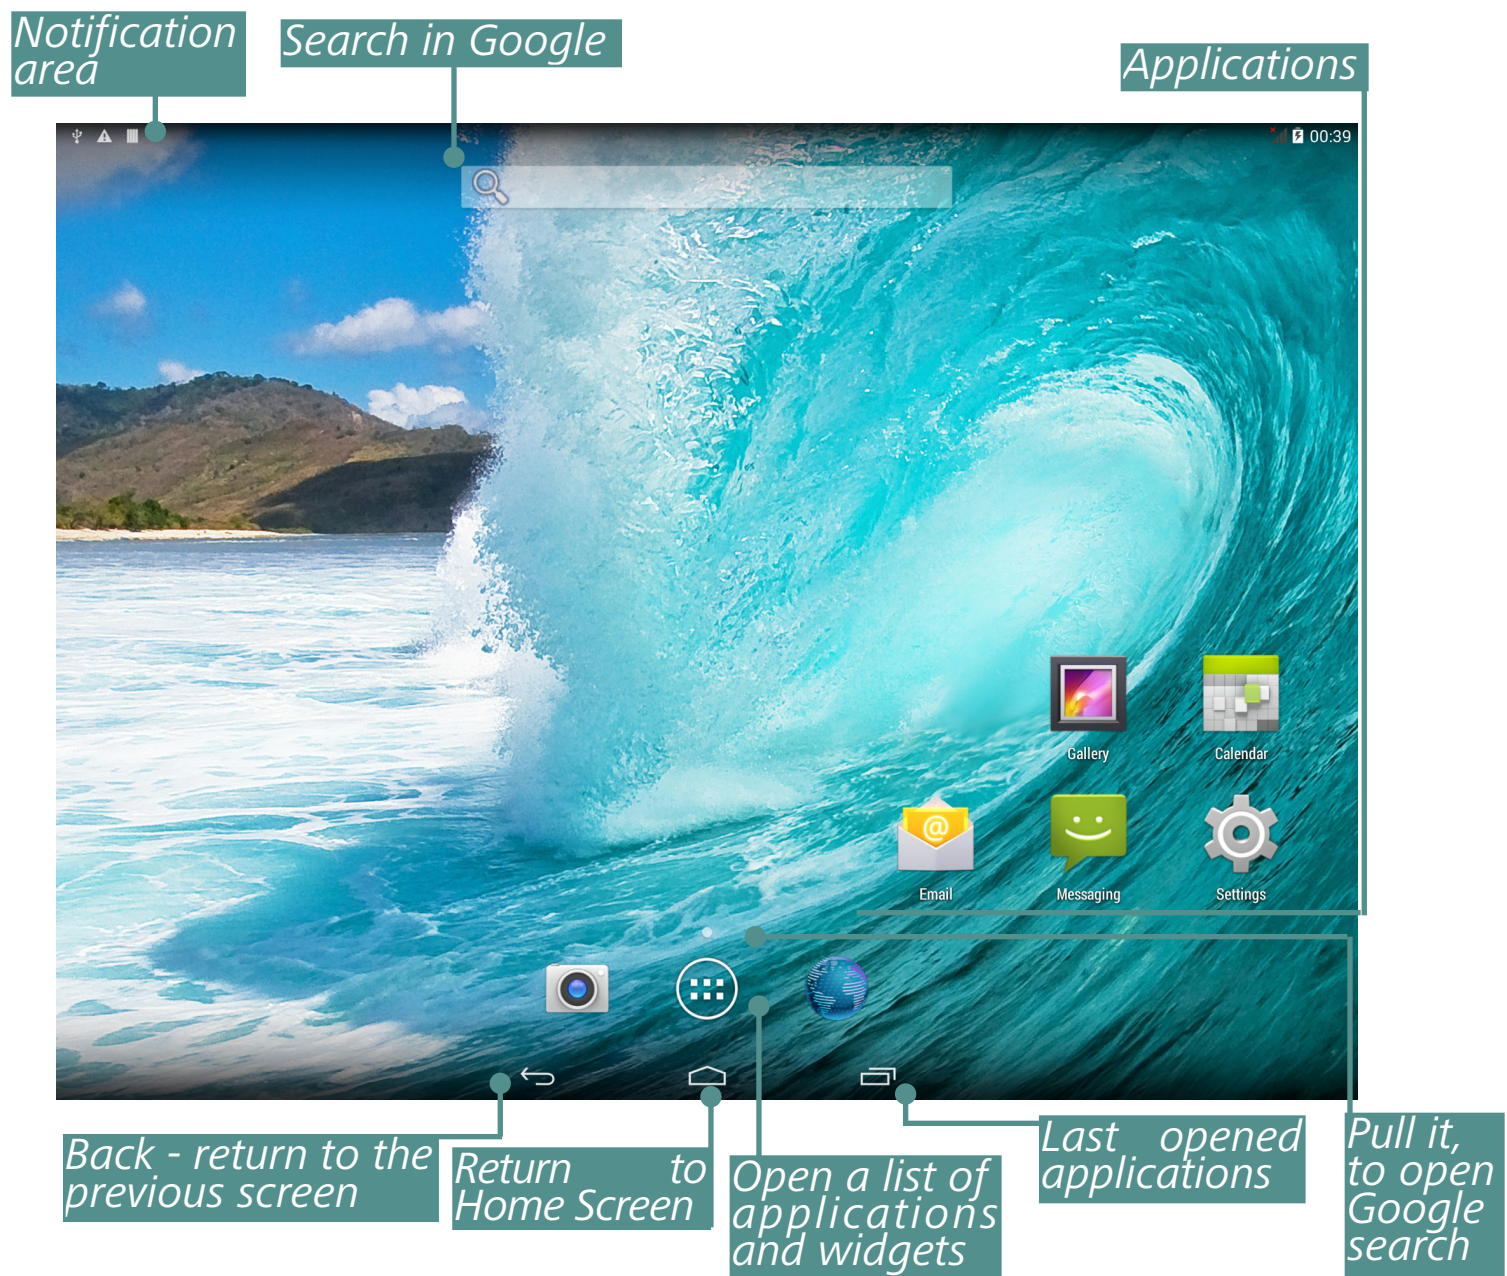 Notification
area
Search in Google
Applications
00:39
Gallery
Calendar
@
Email
Messaging
Settings
Back - return to the
previous screen
Return to
Home Screen
Open a list of
applications
and widgets
Last opened
applications
Pull it,
to open
Google
search